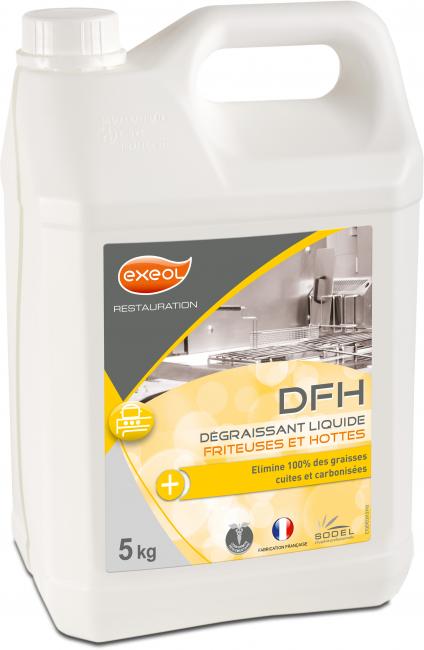 exeol
RESTAURATION
DFH
DÉGRAISSANT LIQUIDE
FRITEUSES ET HOTTES
Elimine 100% des graisses
cuites et carbonisées
5 kg
FABRICATION FRANÇAISE
SODEL